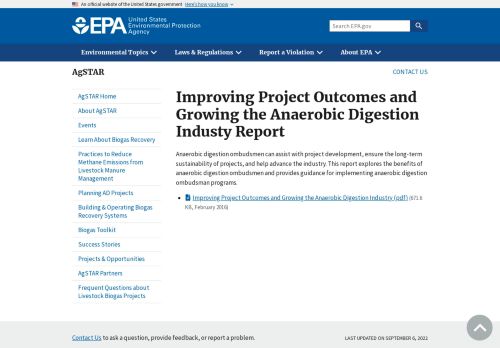 An official website of the United States government Here's how you know
EPA United States
Environmental Protection
Agency
Search EPA.gov
Environmental Topics Laws & Regulations Report a Violation About EPA
AgSTAR
CONTACT US
AgSTAR Home
About AgSTAR
Events
Learn About Biogas Recovery
Practices to Reduce
Methane Emissions from
Livestock Manure
Management
Planning AD Projects
Building & Operating Biogas
Recovery Systems
Biogas Toolkit
Success Stories
Projects & Opportunities
AgSTAR Partners
Frequent Questions about
Livestock Biogas Projects
Improving Project Outcomes and
Growing the Anaerobic Digestion
Industy Report
Anaerobic digestion ombudsmen can assist with project development, ensure the long-term
sustainability of projects, and help advance the industry. This report explores the benefits of
anaerobic digestion ombudsmen and provides guidance for implementing anaerobic digestion
ombudsman programs.
Improving Project Outcomes and Growing the Anaerobic Digestion Industry (pdf) (671.6
KB, February 2016)
Contact Us to ask a question, provide feedback, or report a problem.
LAST UPDATED ON SEPTEMBER 6, 2022